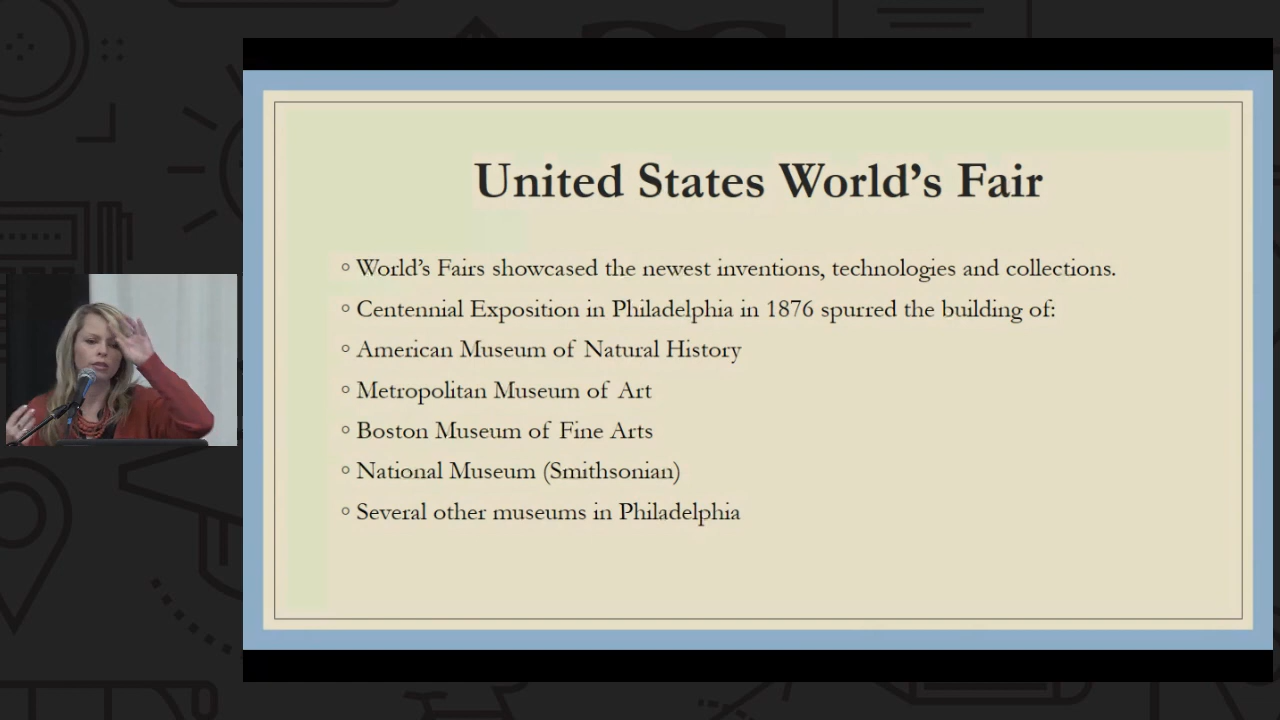 United States World’s Fair
◦ World’s Fairs showcased the newest inventions, technologies and collections.
◦ Centennial Exposition in Philadelphia in 1876 spurred the building of:
◦ American Museum of Natural History
◦ Metropolitan Museum of Art
◦ Boston Museum of Fine Arts
◦ National Museum (Smithsonian)
◦ Several other museums in Philadelphia